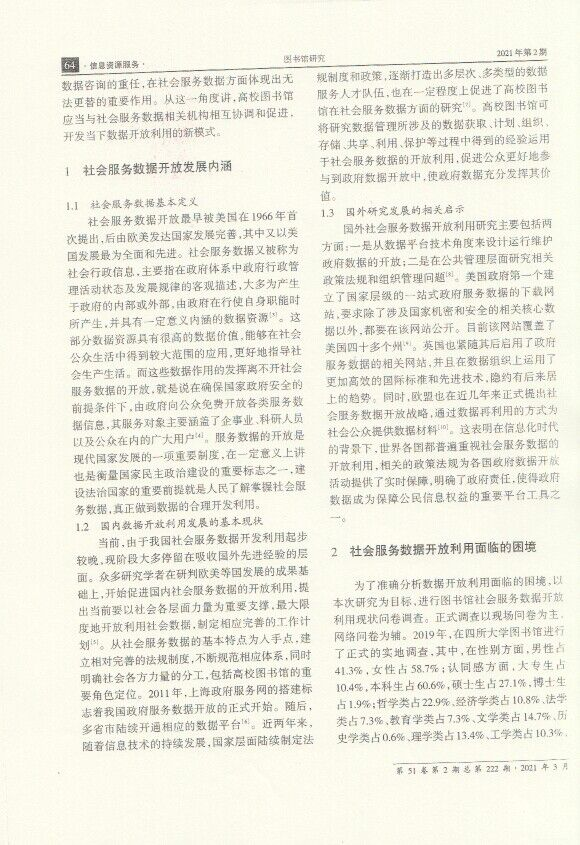 64 ·信息资源服务·
图书馆研究
2021年第2期
数据咨询的重任，在社会服务数据方面体现出无
法更替的重要作用。从这一角度讲，高校图书馆
应当与社会服务数据相关机构相互协调和促进，
开发当下数据开放利用的新模式。
1 社会服务数据开放发展内涵
1.1 社会服务数据基本定义
社会服务数据开放最早被美国在1966年首
次提出，后由欧美发达国家发展完善，其中又以美
国发展最为全面和先进。社会服务数据又被称为
社会行政信息，主要指在政府体系中政府行政管
理活动状态及发展规律的客观描述，大多为产生
于政府的内部或外部，由政府在行使自身职能时
所产生，并具有一定意义内涵的数据资源[3]。这
部分数据资源具有很高的数据价值，能够在社会
公众生活中得到较大范围的应用，更好地指导社
会生产生活。而这些数据作用的发挥离不开社会
服务数据的开放，就是说在确保国家政府安全的
前提条件下，由政府向公众免费开放各类服务数
据信息，其服务对象主要涵盖了企事业、科研人员
以及公众在内的广大用户[4]。服务数据的开放是
现代国家发展的一项重要制度，在一定意义上讲
也是衡量国家民主政治建设的重要标志之一，建
设法治国家的重要前提就是人民了解掌握社会服
务数据，真正做到数据的合理开发利用。
1.2 国内数据开放利用发展的基本现状
当前，由于我国社会服务数据开发利用起步
较晚，现阶段大多停留在吸收国外先进经验的层
面。众多研究学者在研判欧美等国发展的成果基
础上，开始促进国内社会服务数据的开放利用，提
出当前要以社会各层面力量为重要支撑，最大限
度地开放利用社会数据，制定相应完善的工作计
划[5]。从社会服务数据的基本特点为入手点，建
立相对完善的法规制度，不断规范相应体系，同时
明确社会各方力量的分工，包括高校图书馆的重
要角色定位。2011年，上海政府服务网的搭建标
志着我国政府服务数据开放的正式开始。随后，
多省市陆续开通相应的数据平台[6]。近两年来，
随着信息技术的持续发展，国家层面陆续制定法
规制度和政策，逐渐打造出多层次、多类型的数据
服务人才队伍，也在一定程度上促进了高校图书
馆在社会服务数据方面的研究[7]。高校图书馆可
将研究数据管理所涉及的数据获取、计划、组织、
存储、共享、利用、保护等过程中得到的经验运用
于社会服务数据的开放利用，促进公众更好地参
与到政府数据开放中，使政府数据充分发挥其价
值。
1.3 国外研究发展的相关启示
国外社会服务数据开放利用研究主要包括两
方面：一是从数据平台技术角度来设计运行维护
政府数据的开放；二是在公共管理层面研究相关
政策法规和组织管理问题[8]。美国政府第一个建
立了国家层级的一站式政府服务数据的下载网
站，要求除了涉及国家机密和安全的相关核心数
据以外，都要在该网站公开。目前该网站覆盖了
美国四十多个州[9]。英国也紧随其后启用了政府
服务数据的相关网站，并且在数据组织上运用了
更加高效的国际标准和先进技术，隐约有后来居
上的趋势。同时，欧盟也在近几年来正式提出社
会服务数据开放战略，通过数据再利用的方式为
社会公众提供数据材料[10]。这表明在信息化时代
的背景下，世界各国都普遍重视社会服务数据的
开放利用，相关的政策法规为各国政府数据开放
活动提供了实时保障，明确了政府责任，使得政府
数据成为保障公民信息权益的重要平台工具之
一。
2 社会服务数据开放利用面临的困境
为了准确分析数据开放利用面临的困境，以
本次研究为目标，进行图书馆社会服务数据开放
利用现状问卷调查。正式调查以现场问卷为主，
网络问卷为辅。2019年，在四所大学图书馆进行
了正式的实地调查，其中，在性别方面，男性占
41.3%，女性占58.7%；认同感方面，大专生占
10.4%，本科生占60.6%，硕士生占27.1%，博士生
占1.9%；哲学类占22.9%、经济学类占10.8%、法学
类占7.3%、教育学类占7.3%、文学类占14.7%、历
史学类占0.6%、理学类占13.4%、工学类占10.3%、
第51卷第2期总第222期·2021年3月